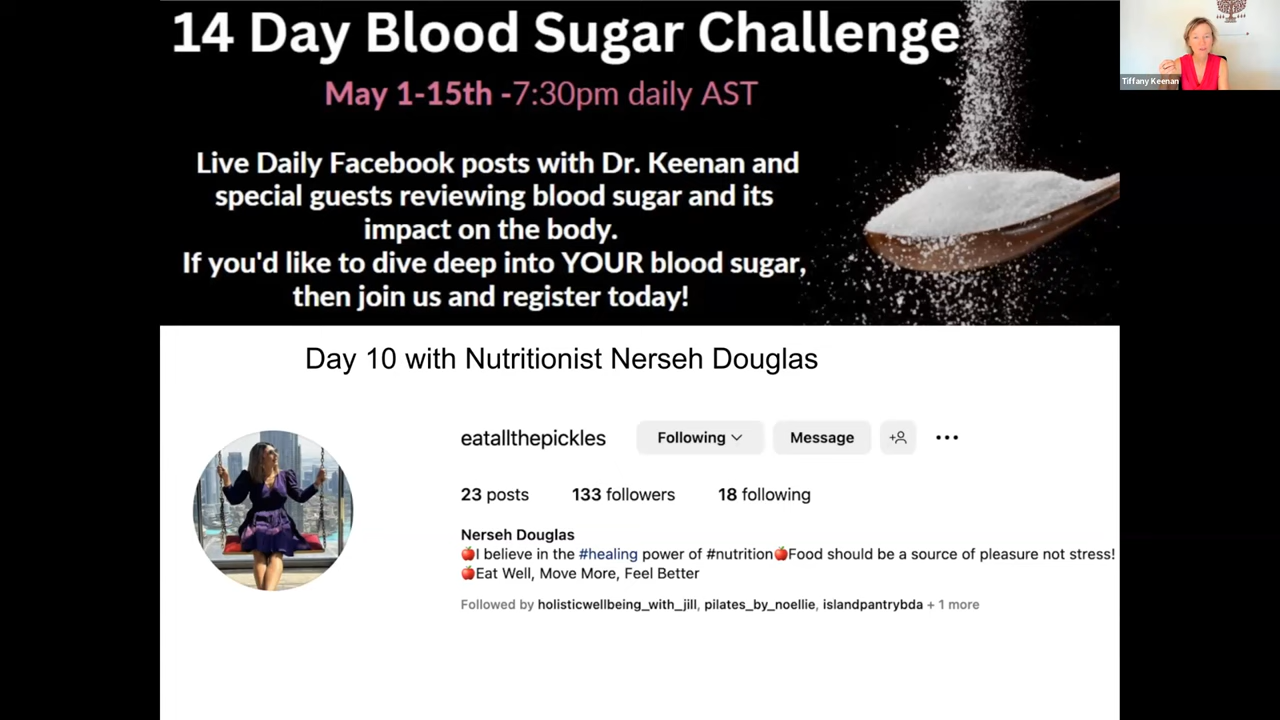 14 Day Blood Sugar Challenge
May 1-15th -7:30pm daily AST
Live Daily Facebook posts with Dr. Keenan and
special guests reviewing blood sugar and its
impact on the body.
If you'd like to dive deep into YOUR blood sugar,
then join us and register today!
Tiffany Keenan
Day 10 with Nutritionist Nerseh Douglas
eatallthepickles Following Message
23 posts 133 followers 18 following
Nerseh Douglas
🍎I believe in the #healing power of #nutrition🍎Food should be a source of pleasure not stress!
🍎Eat Well, Move More, Feel Better
Followed by holisticwellbeing_with_jill, pilates_by_noellie, islandpantrybda + 1 more